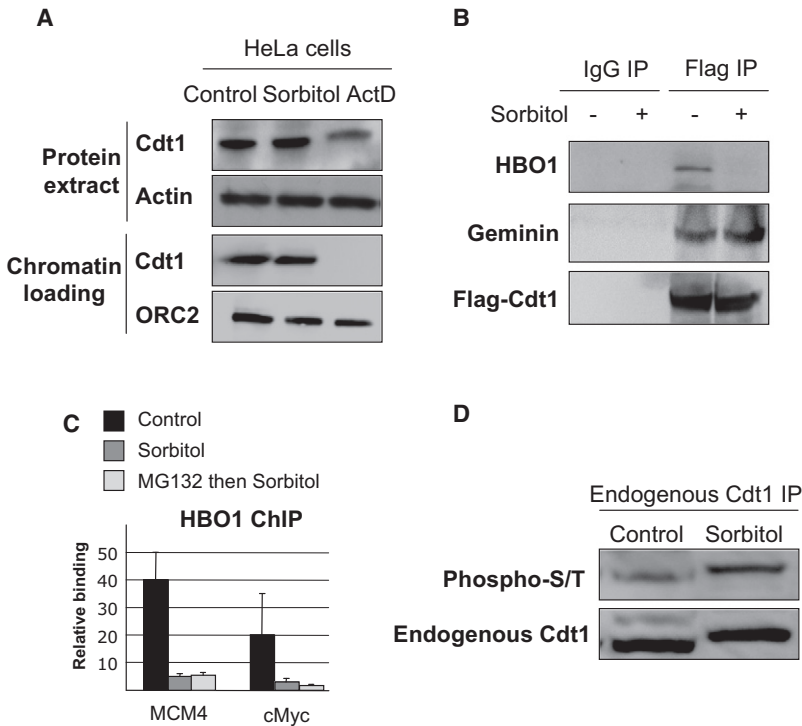 A
HeLa cells
Control Sorbitol ActD
Protein extract
Cdt1
Actin
Chromatin loading
Cdt1
ORC2
B
IgG IP Flag IP
Sorbitol - + - +
HBO1
Geminin
Flag-Cdt1
C
Control
Sorbitol
MG132 then Sorbitol
HBO1 ChIP
Relative binding
50
40
30
20
10
MCM4 cMyc
D
Endogenous Cdt1 IP
Control Sorbitol
Phospho-S/T
Endogenous Cdt1